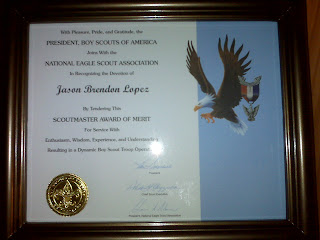 With Pleasure, Pride, and Gratitude, the
PRESIDENT, BOY SCOUTS OF AMERICA
Joins With the
NATIONAL EAGLE SCOUT ASSOCIATION
In Recognizing the Devotion of
Jason Brendon Lopez
By Tendering This
SCOUTMASTER AWARD OF MERIT
For Service With
Enthusiasm, Wisdom, Experience, and Understanding
Resulting in a Dynamic Boy Scout Troop Operation
President